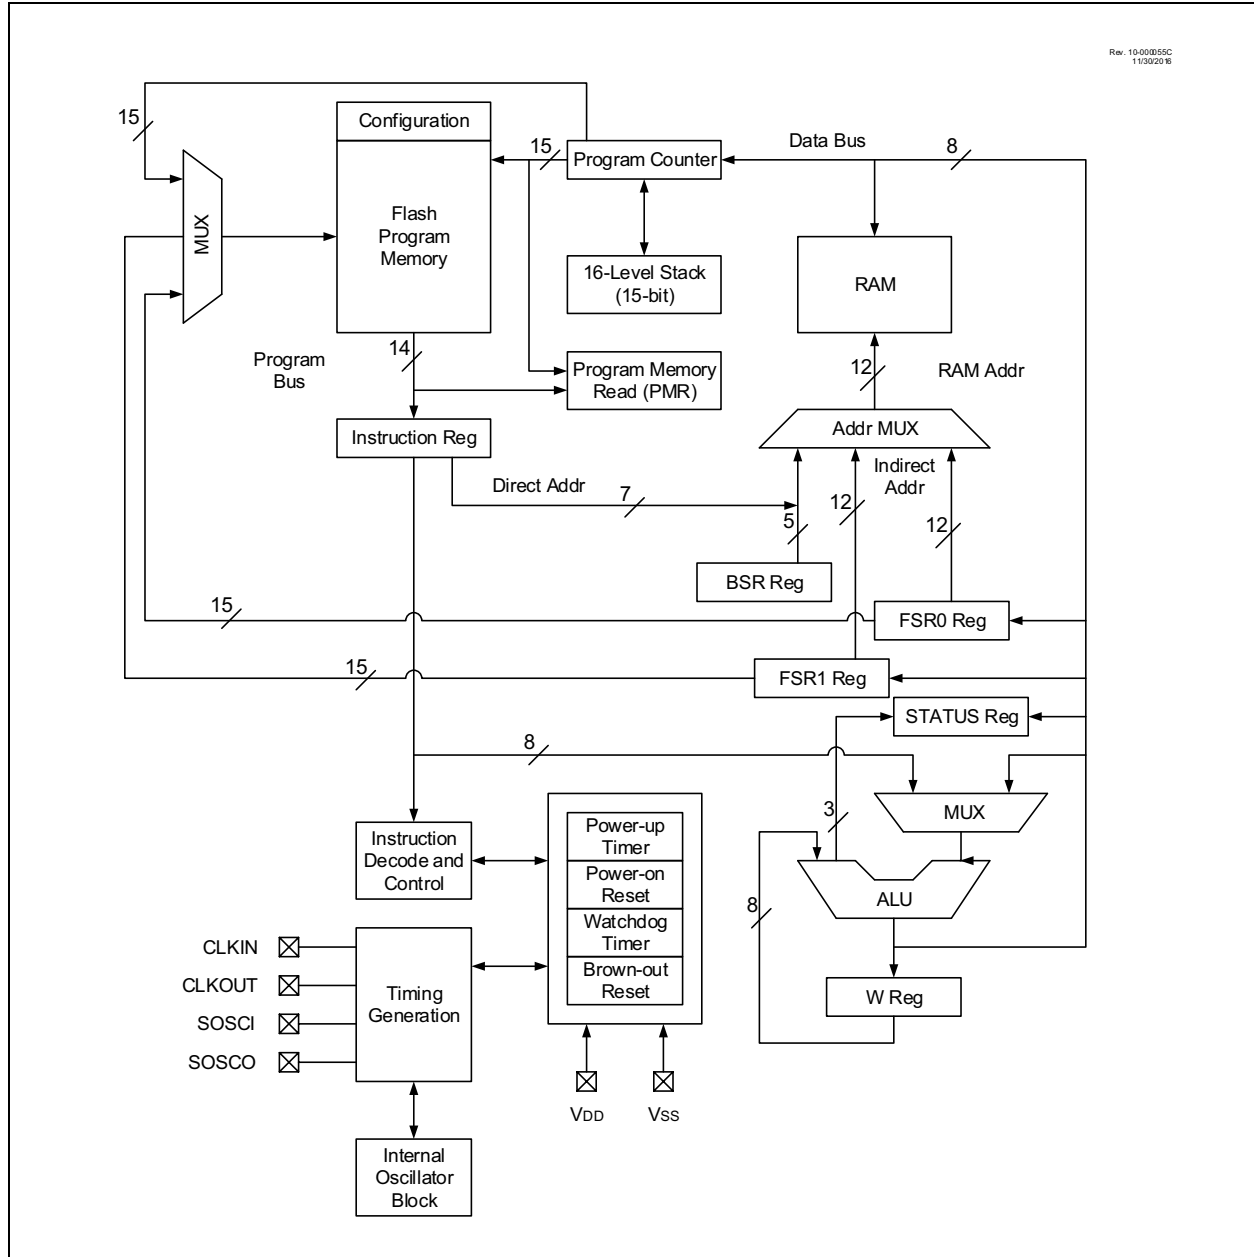 Rev. 10-000055C
11/30/2016
15
Configuration
15
Program Counter
Data Bus
8
MUX
Flash
Program
Memory
16-Level Stack
(15-bit)
RAM
Program
Bus
14
Program Memory
Read (PMR)
12
RAM Addr
Instruction Reg
Addr MUX
Direct Addr
7
Indirect
Addr
5
12
12
BSR Reg
15
FSR0 Reg
15
FSR1 Reg
STATUS Reg
8
3
MUX
Instruction
Decode and
Control
Power-up
Timer
Power-on
Reset
Watchdog
Timer
Brown-out
Reset
8
ALU
W Reg
CLKIN
CLKOUT
SOSCI
SOSCO
Timing
Generation
VDD
VSS
Internal
Oscillator
Block